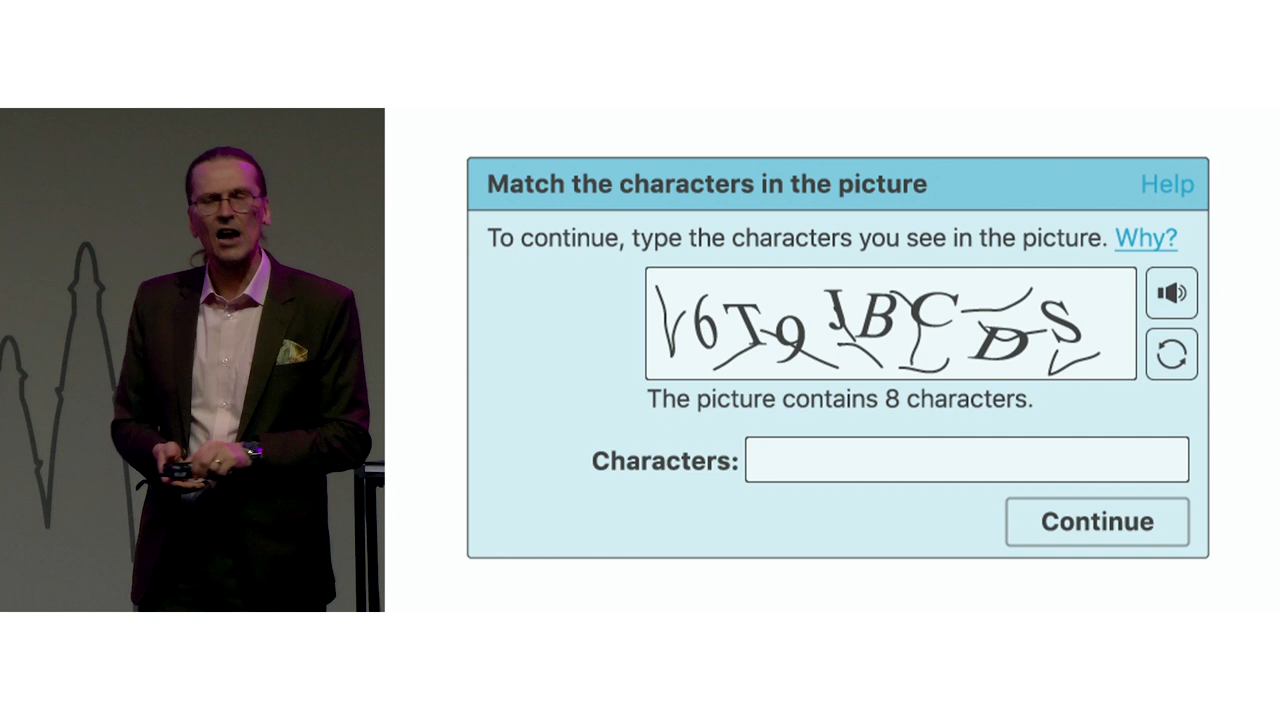 Match the characters in the picture
Help
To continue, type the characters you see in the picture. Why?
6T9JBCDS
The picture contains 8 characters.
Characters:
Continue